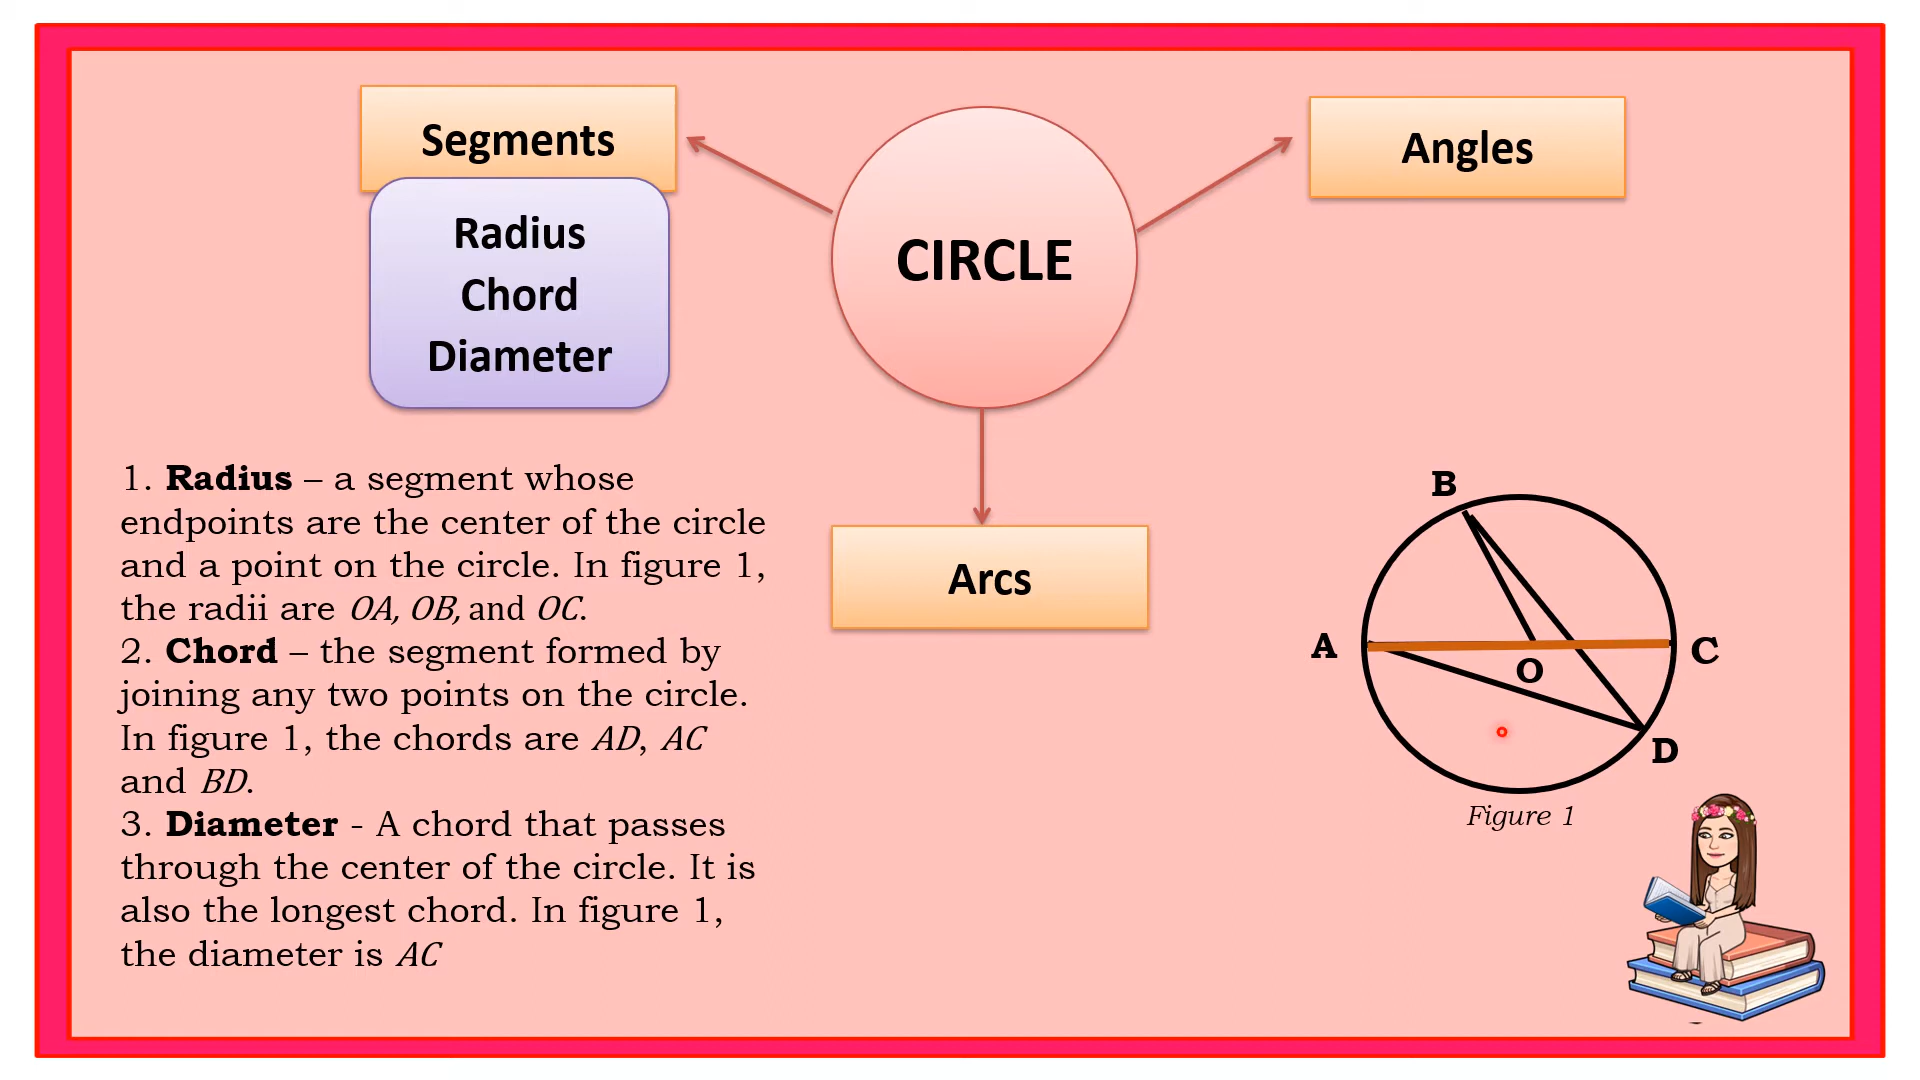 Segments
Radius
Chord
Diameter
CIRCLE
Angles
Arcs
1. Radius – a segment whose
endpoints are the center of the circle
and a point on the circle. In figure 1,
the radii are OA, OB, and OC.
2. Chord – the segment formed by
joining any two points on the circle.
In figure 1, the chords are AD, AC
and BD.
3. Diameter - A chord that passes
through the center of the circle. It is
also the longest chord. In figure 1,
the diameter is AC
B
A
O
C
D
Figure 1